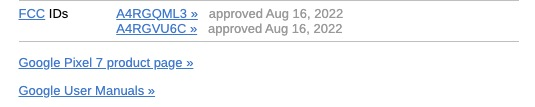 FCC IDs A4RGQML3 » approved Aug 16, 2022
A4RGVU6C » approved Aug 16, 2022
Google Pixel 7 product page »
Google User Manuals »